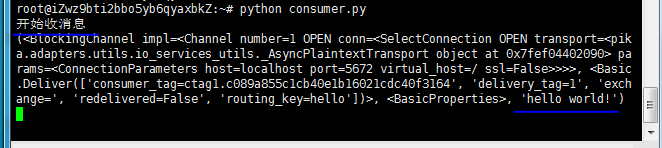 root@iZwz9bti2bbo5yb6qyaxbkZ:~# python consumer.py
开始收消息
(<BlockingChannel impl=<Channel number=1 OPEN conn=<SelectConnection OPEN transport=<pik
a.adapters.utils.io_services_utils._AsyncPlaintextTransport object at 0x7fef04402090> pa
rams=<ConnectionParameters host=localhost port=5672 virtual_host=/ ssl=False>>>>, <Basic
.Deliver(['consumer_tag=ctag1.c089a855c1cb40e1b16021cdc40f3164', 'delivery_tag=1', 'exch
ange=', 'redelivered=False', 'routing_key=hello'])>, <BasicProperties>, 'hello world!')